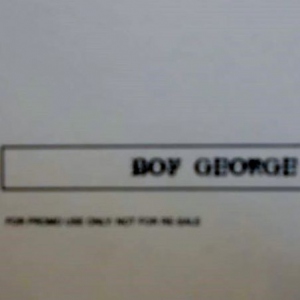 BOY GEORGE
FOR PROMO USE ONLY NOT FOR RE-SALE